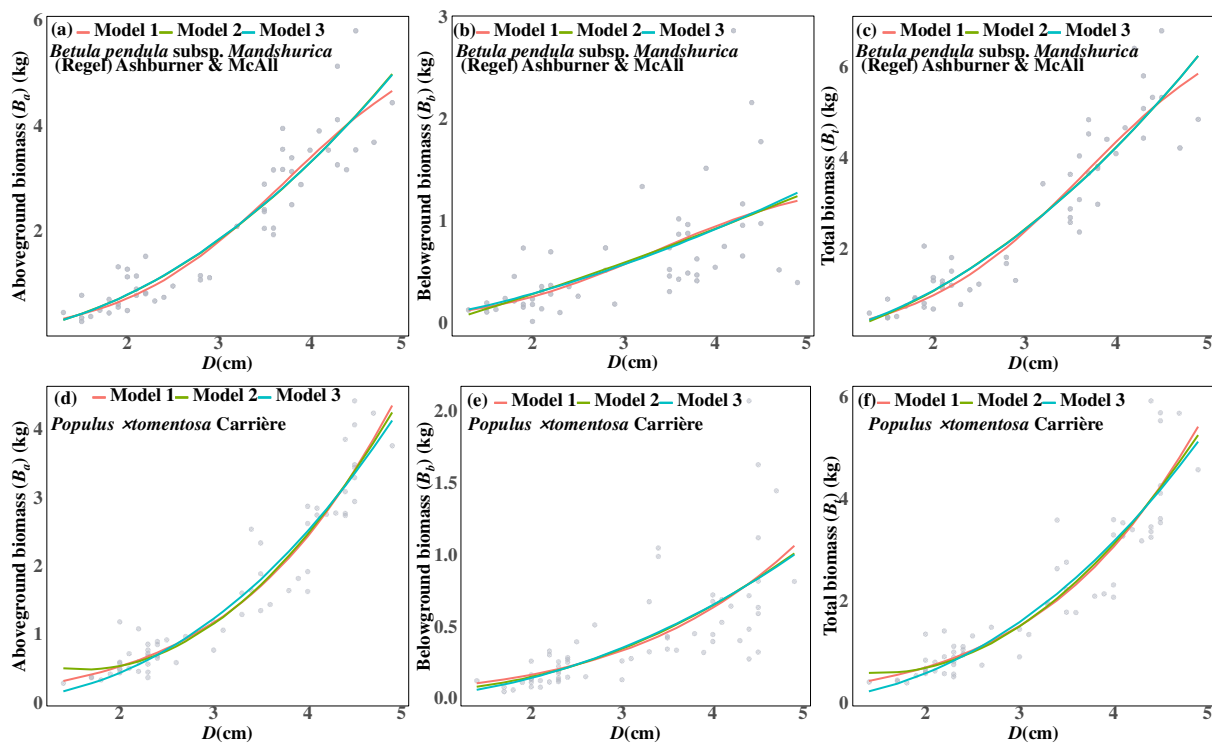 (a) Model 1 Model 2 Model 3
Betula pendula subsp. Mandshurica
(Regel) Ashburner & McAll
Aboveground biomass (Ba) (kg)
6
4
2
2 3 4 5
D(cm)
(b) Model 1 Model 2 Model 3
Betula pendula subsp. Mandshurica
(Regel) Ashburner & McAll
Belowground biomass (Bb) (kg)
3
2
1
0
2 3 4 5
D(cm)
(c) Model 1 Model 2 Model 3
Betula pendula subsp. Mandshurica
(Regel) Ashburner & McAll
Total biomass (Bt) (kg)
6
4
2
2 3 4 5
D(cm)
(d) Model 1 Model 2 Model 3
Populus ×tomentosa Carrière
Aboveground biomass (Ba) (kg)
4
3
2
1
0
2 3 4 5
D(cm)
(e) Model 1 Model 2 Model 3
Populus ×tomentosa Carrière
Belowground biomass (Bb) (kg)
2.0
1.5
1.0
0.5
0.0
2 3 4 5
D(cm)
(f) Model 1 Model 2 Model 3
Populus ×tomentosa Carrière
Total biomass (Bt) (kg)
6
4
2
0
2 3 4 5
D(cm)